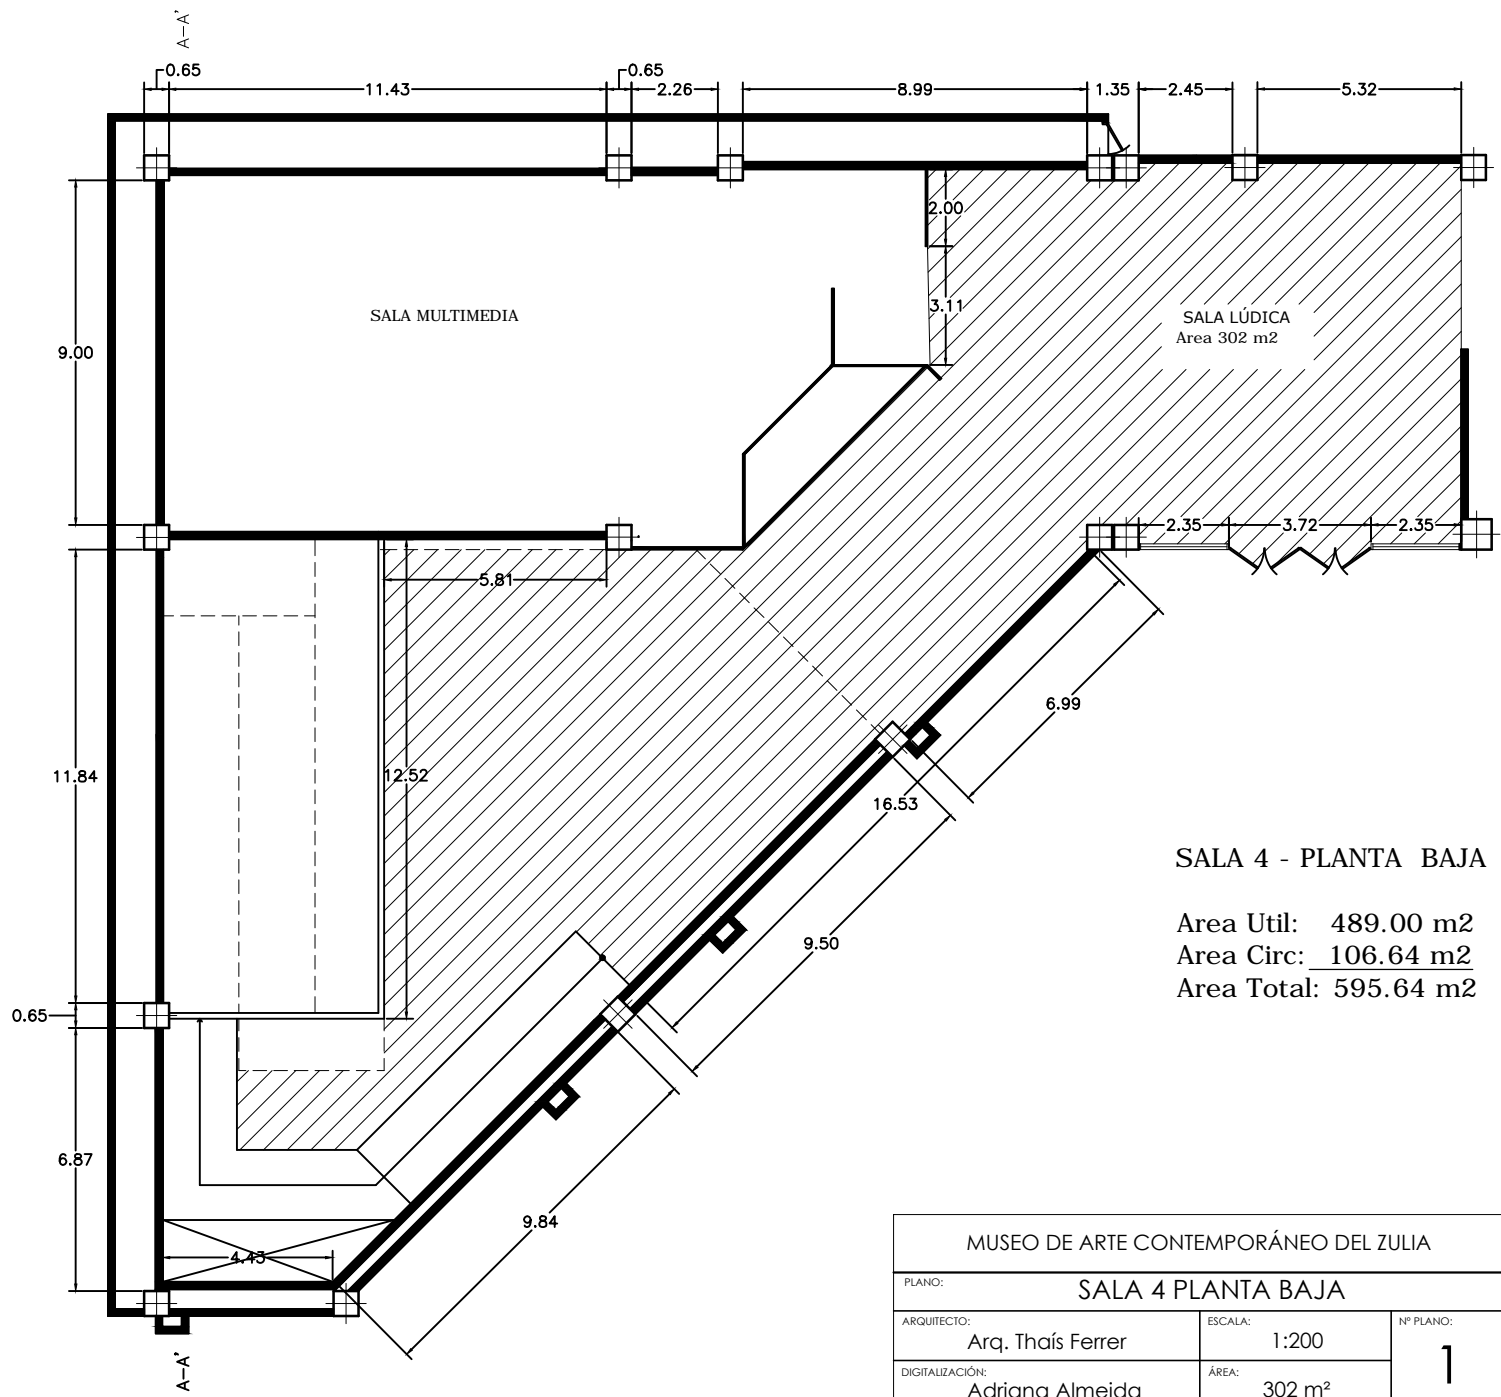 A-A'
0.65
11.43
0.65
2.26
8.99
1.35
2.45
5.32
2.00
3.11
SALA MULTIMEDIA
SALA LÚDICA
Area 302 m2
9.00
2.35
3.72
2.35
5.81
6.99
11.84
12.52
16.53
9.50
SALA 4 - PLANTA BAJA
Area Util: 489.00 m2
Area Circ: 106.64 m2
Area Total: 595.64 m2
0.65
6.87
9.84
4.43
A-A'
MUSEO DE ARTE CONTEMPORÁNEO DEL ZULIA
PLANO: SALA 4 PLANTA BAJA
ARQUITECTO: Arq. Thaís Ferrer
ESCALA: 1:200
Nº PLANO: 1
DIGITALIZACIÓN: Adriana Almeida
ÁREA: 302 m²